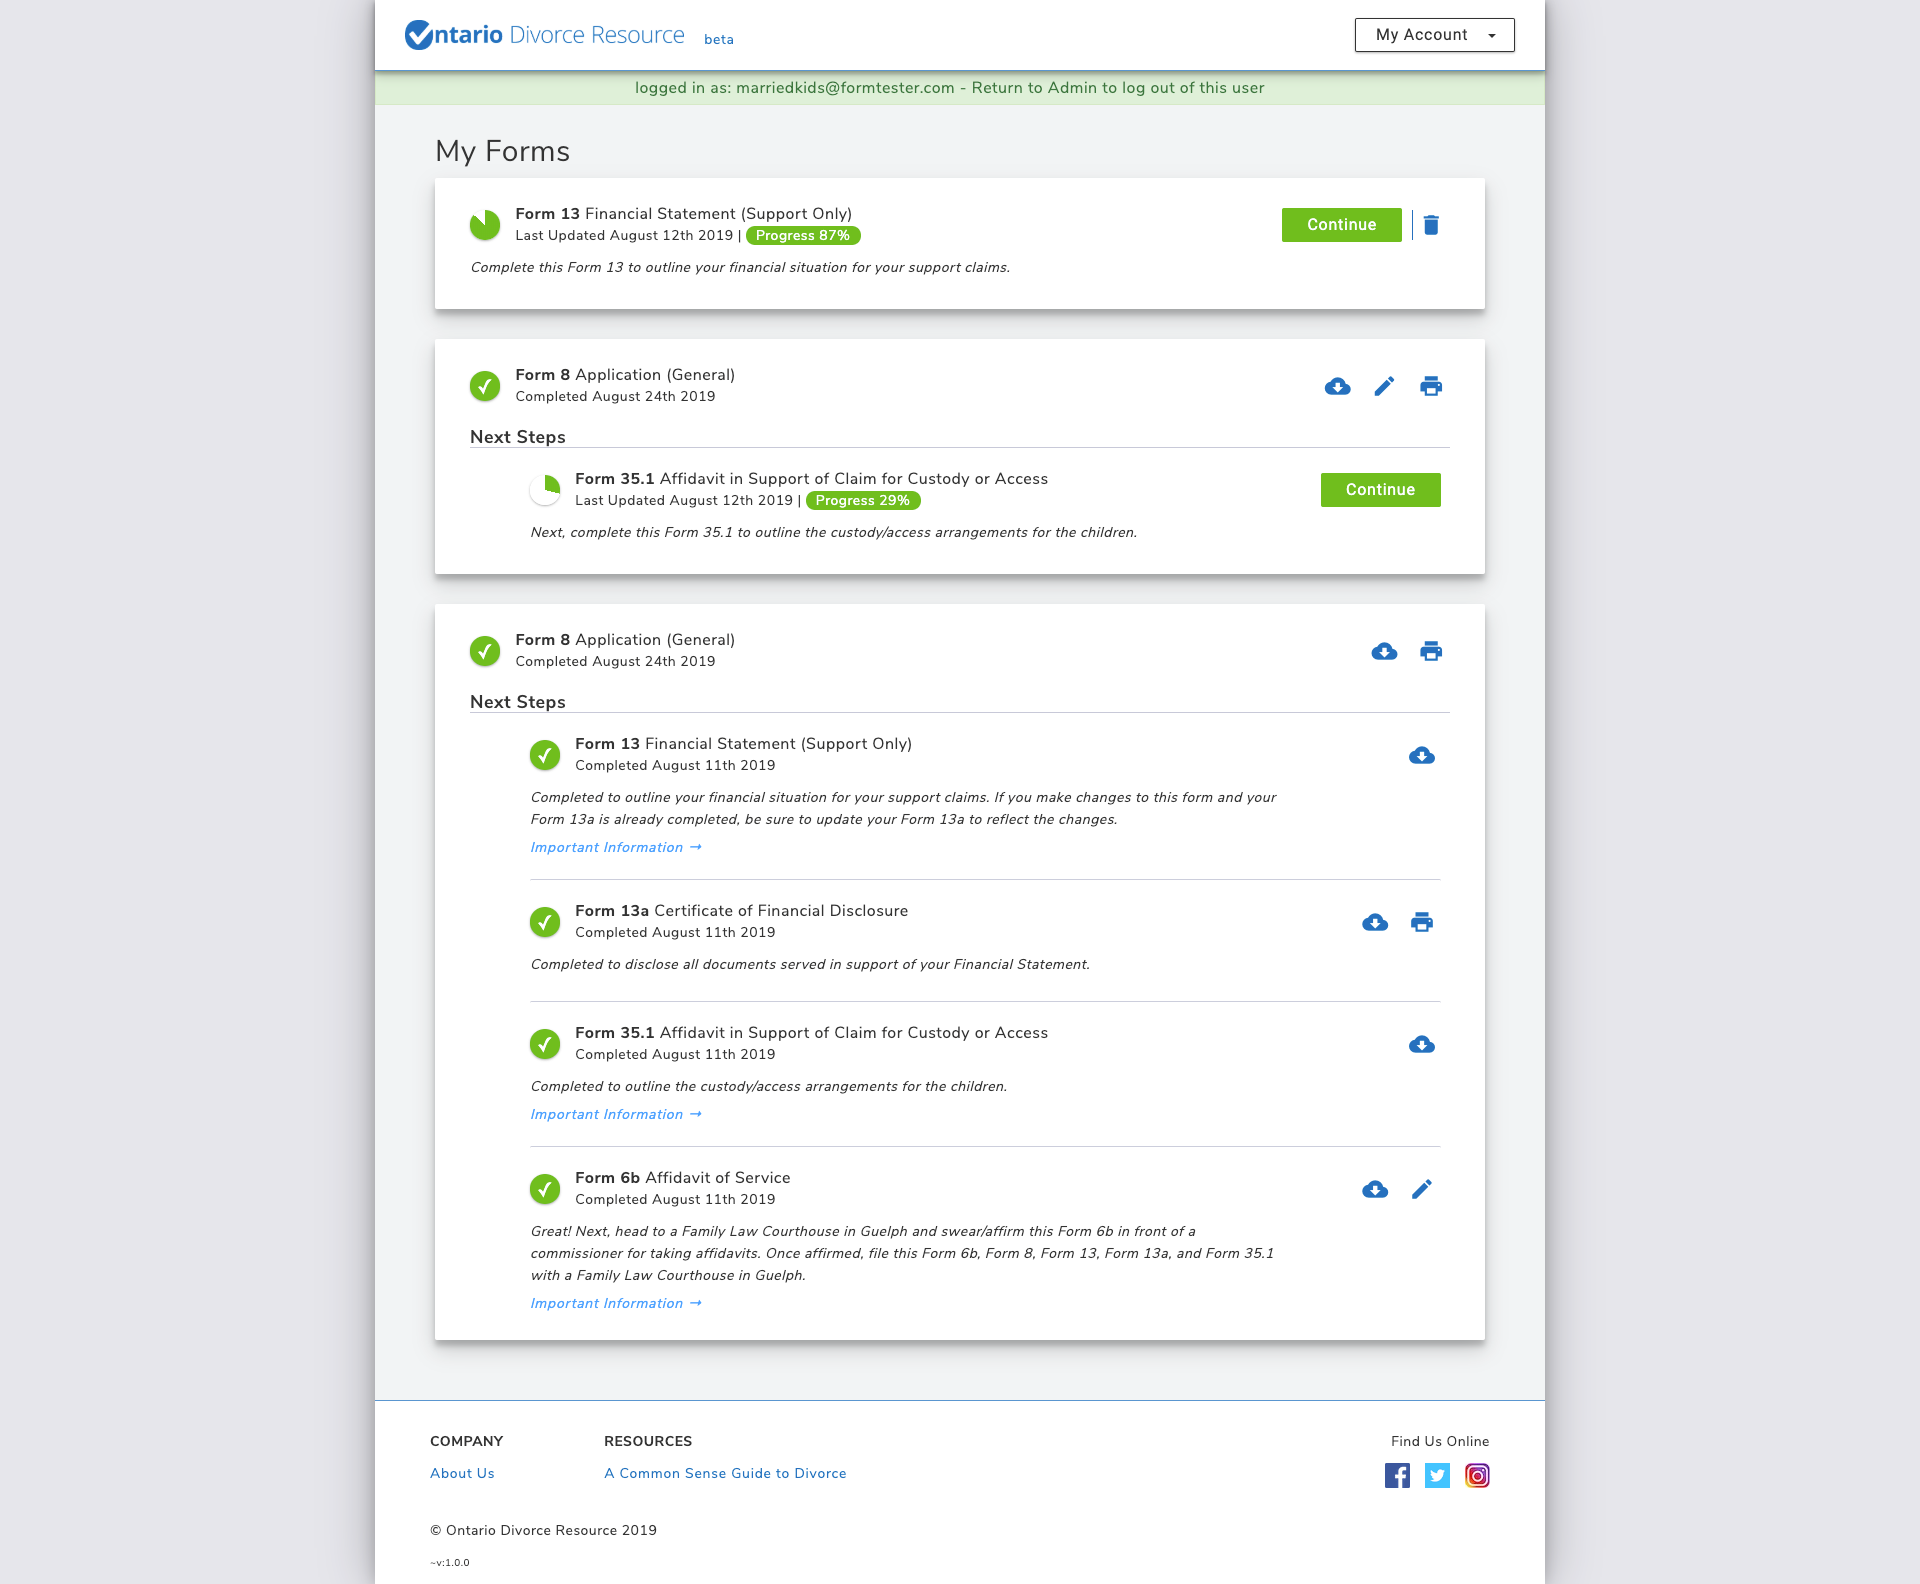 Ontario Divorce Resource beta
My Account
logged in as: marriedkids@formtester.com - Return to Admin to log out of this user
My Forms
Form 13 Financial Statement (Support Only)
Last Updated August 12th 2019 | Progress 87%
Continue
Complete this Form 13 to outline your financial situation for your support claims.
Form 8 Application (General)
Completed August 24th 2019
Next Steps
Form 35.1 Affidavit in Support of Claim for Custody or Access
Last Updated August 12th 2019 | Progress 29%
Continue
Next, complete this Form 35.1 to outline the custody/access arrangements for the children.
Form 8 Application (General)
Completed August 24th 2019
Next Steps
Form 13 Financial Statement (Support Only)
Completed August 11th 2019
Completed to outline your financial situation for your support claims. If you make changes to this form and your
Form 13a is already completed, be sure to update your Form 13a to reflect the changes.
Important Information →
Form 13a Certificate of Financial Disclosure
Completed August 11th 2019
Completed to disclose all documents served in support of your Financial Statement.
Form 35.1 Affidavit in Support of Claim for Custody or Access
Completed August 11th 2019
Completed to outline the custody/access arrangements for the children.
Important Information →
Form 6b Affidavit of Service
Completed August 11th 2019
Great! Next, head to a Family Law Courthouse in Guelph and swear/affirm this Form 6b in front of a
commissioner for taking affidavits. Once affirmed, file this Form 6b, Form 8, Form 13, Form 13a, and Form 35.1
with a Family Law Courthouse in Guelph.
Important Information →
COMPANY
About Us
RESOURCES
A Common Sense Guide to Divorce
Find Us Online
© Ontario Divorce Resource 2019
~v:1.0.0